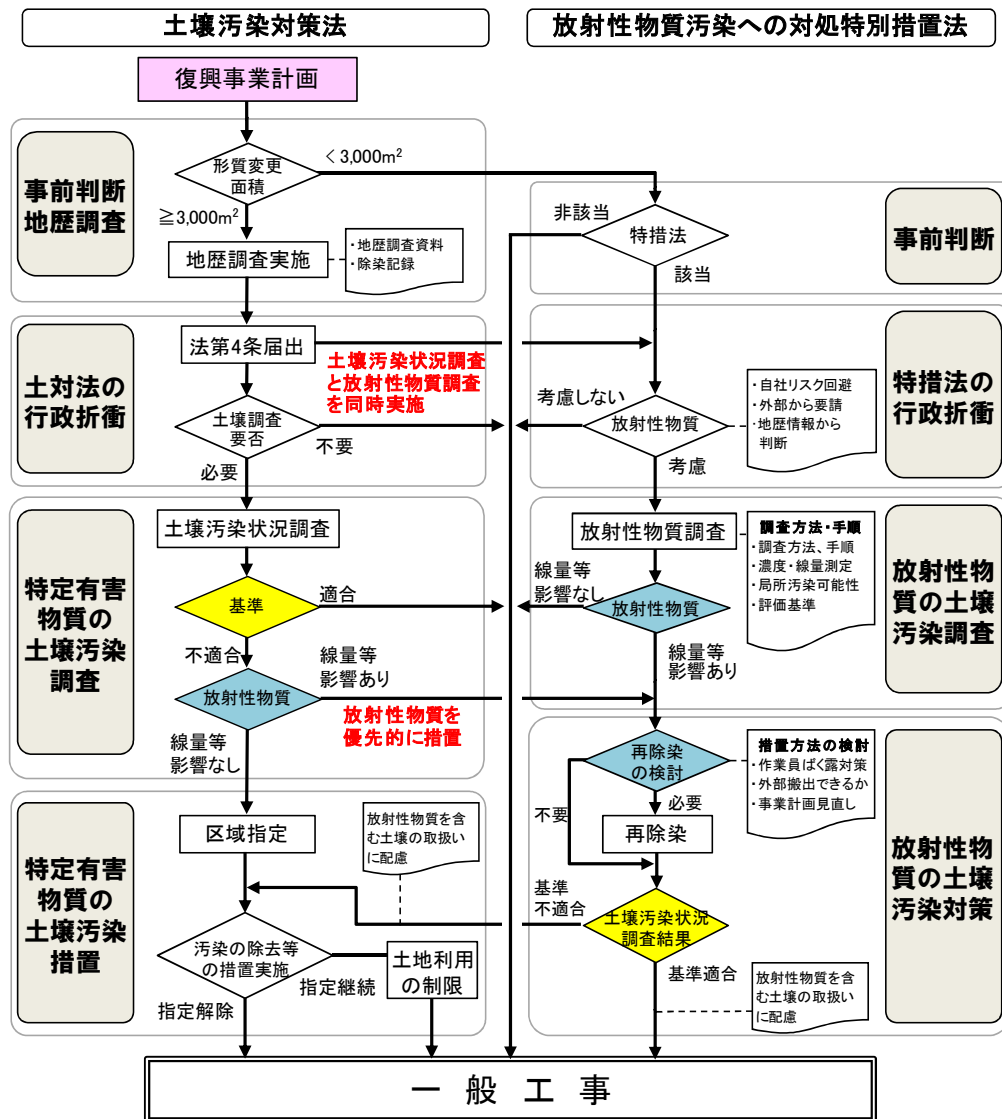 土壌汚染対策法
放射性物質汚染への対処特別措置法
復興事業計画
事前判断
地歴調査
形質変更
面積
＜3,000m²
≧3,000m²
地歴調査実施
・地歴調査資料
・除染記録
非該当
特措法
該当
事前判断
土対法の
行政折衝
法第4条届出
土壌汚染状況調査
と放射性物質調査
を同時実施
土壌調査
要否
不要
必要
考慮しない
放射性物質
考慮
・自社リスク回避
・外部から要請
・地歴情報から
判断
特措法の
行政折衝
特定有害
物質の
土壌汚染
調査
土壌汚染状況調査
基準
適合
不適合
放射性物質
線量等
影響あり
放射性物質を
優先的に措置
線量等
影響なし
放射性物質調査
線量等
影響なし
放射性物質
線量等
影響あり
調査方法・手順
・調査方法、手順
・濃度・線量測定
・局所汚染可能性
・評価基準
放射性物
質の土壌
汚染調査
特定有害
物質の
土壌汚染
措置
区域指定
放射性物質を含
む土壌の取扱い
に配慮
汚染の除去等
の措置実施
指定継続
指定解除
土地利用
の制限
再除染
の検討
不要
必要
再除染
基準
不適合
土壌汚染状況
調査結果
基準適合
措置方法の検討
・作業員ばく露対策
・外部搬出できるか
・事業計画見直し
放射性物質を含
む土壌の取扱い
に配慮
放射性物
質の土壌
汚染対策
一般工事